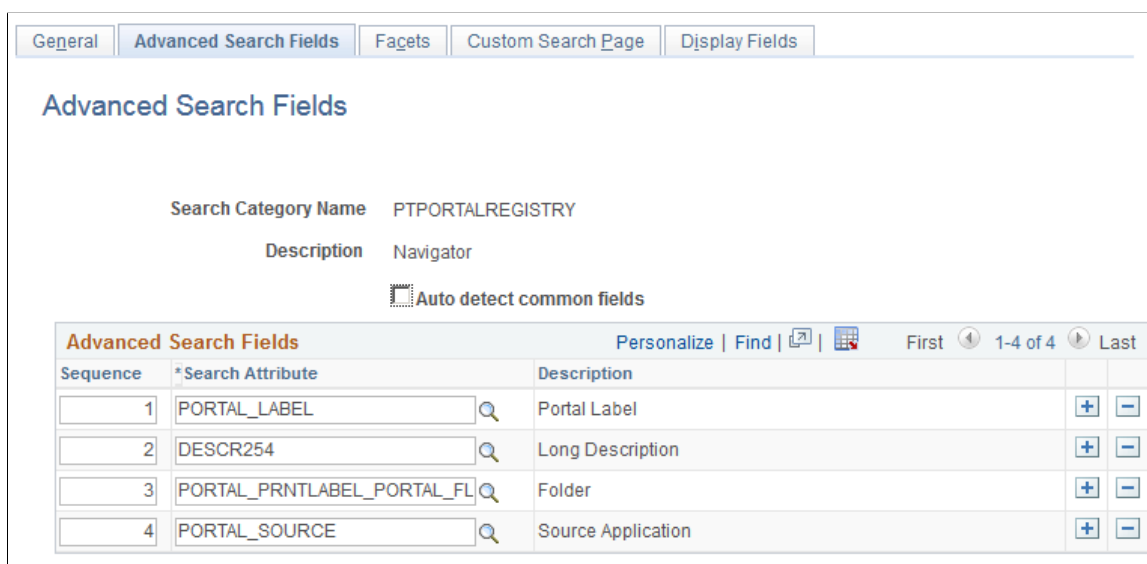 General Advanced Search Fields Facets Custom Search Page Display Fields
Advanced Search Fields
Search Category Name PTPORTALREGISTRY
Description Navigator
Auto detect common fields
Advanced Search Fields Personalize | Find | | First 1-4 of 4 Last
Sequence *Search Attribute Description
1 PORTAL_LABEL Portal Label
2 DESCR254 Long Description
3 PORTAL_PRNTLABEL_PORTAL_FL Folder
4 PORTAL_SOURCE Source Application